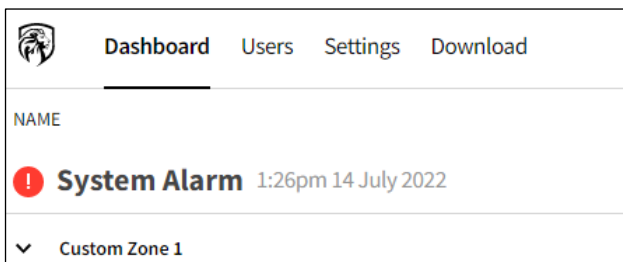 Dashboard Users Settings Download
NAME
System Alarm 1:26pm 14 July 2022
Custom Zone 1